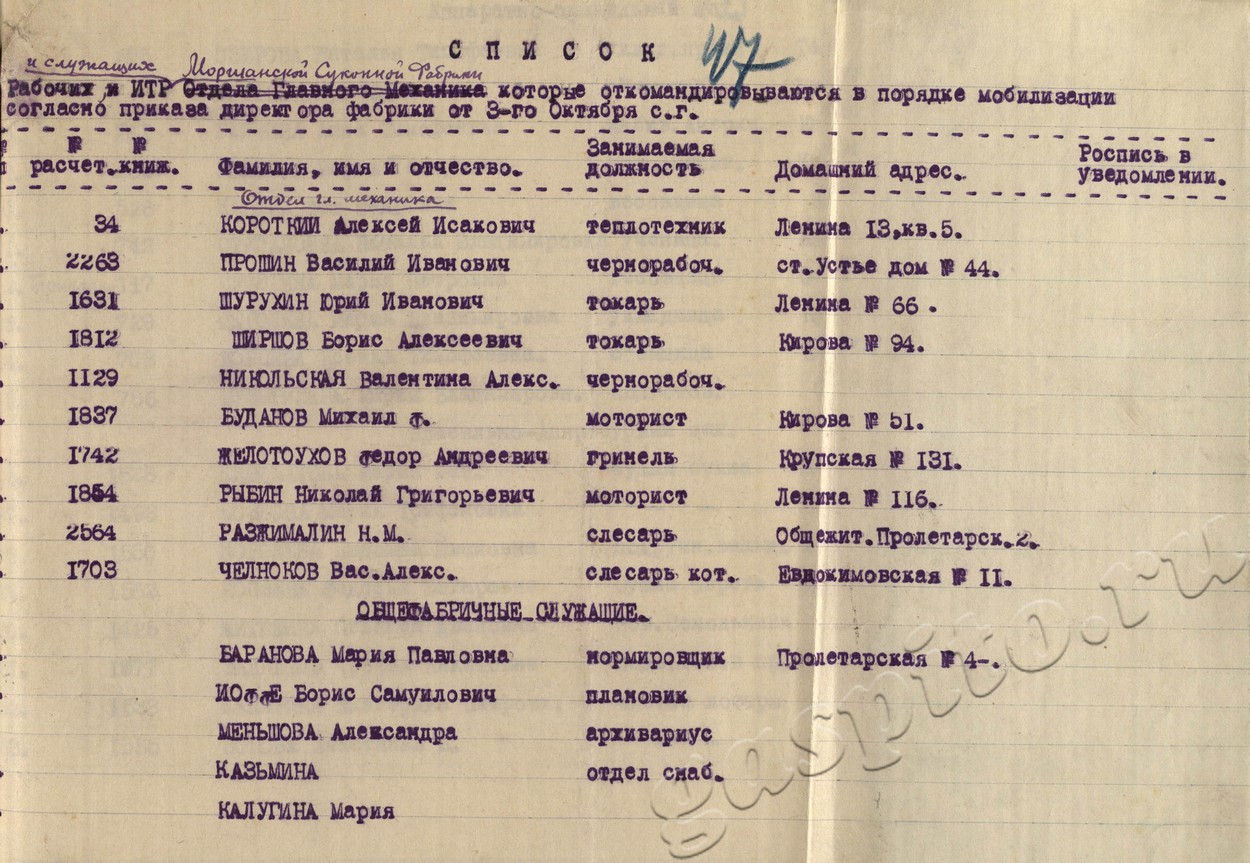 СПИСОК 47
и служащих Моршанской Суконной Фабрики
Рабочих и ИТР Отдела Главного Механика которые откомандировываются в порядке мобилизации
согласно приказа директора фабрики от 3-го Октября с.г.
№ № Занимаемая Роспись в
расчет.книж. Фамилия, имя и отчество. должность Домашний адрес. уведомлении.
Отдел гл. механика
34 КОРОТКИЙ Алексей Исакович теплотехник Ленина 13,кв.5.
2263 ПРОШИН Василий Иванович чернорабоч. ст.Устье дом № 44.
1631 ШУРУХИН Юрий Иванович токарь Ленина № 66.
1812 ШИРШОВ Борис Алексеевич токарь Кирова № 94.
1129 НИКОЛЬСКАЯ Валентина Алекс. чернорабоч.
1837 БУДАНОВ Михаил Ф. моторист Кирова № 51.
1742 ЖЕЛОТОУХОВ Федор Андреевич гринель Крупская № 131.
1854 РЫБИН Николай Григорьевич моторист Ленина № 116.
2564 РАЗЖИМАЛИН Н.М. слесарь Общежит.Пролетарск.2.
1703 ЧЕЛНОКОВ Вас.Алекс. слесарь кот. Евдокимовская № 11.
ОБЩЕФАБРИЧНЫЕ СЛУЖАЩИЕ.
БАРАНОВА Мария Павловна нормировщик Пролетарская № 4-.
ИОФФЕ Борис Самуилович плановик
МЕНЬШОВА Александра архивариус
КАЗЬМИНА отдел снаб.
КАЛУГИНА Мария
gaspito.ru